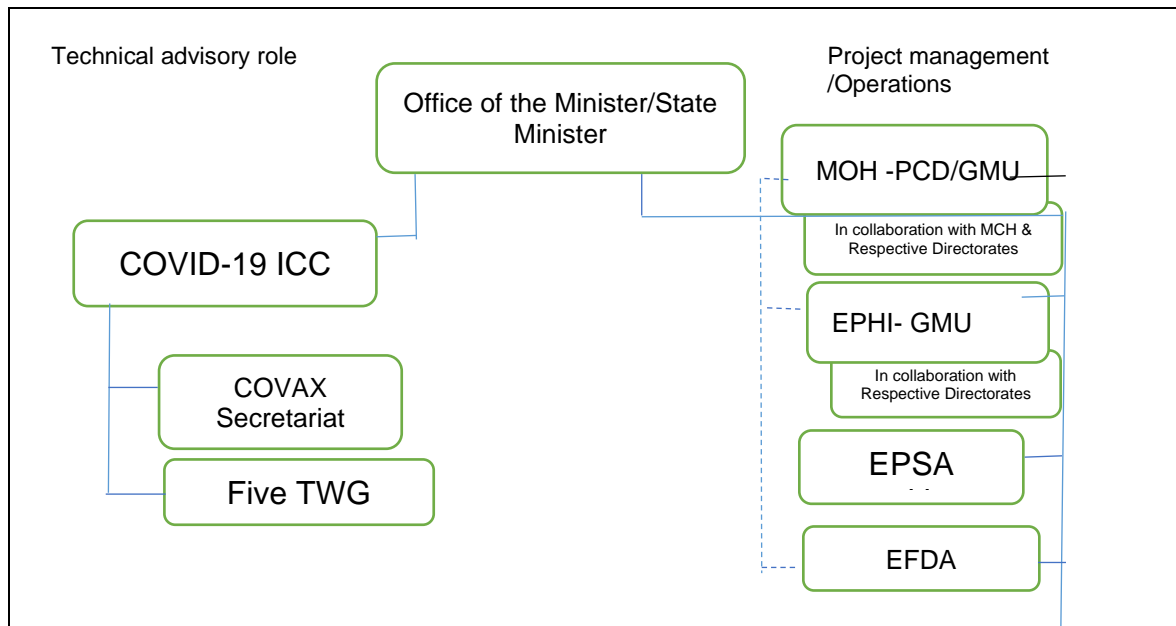 Technical advisory role
Project management
/Operations
Office of the Minister/State
Minister
MOH -PCD/GMU
In collaboration with MCH &
Respective Directorates
COVID-19 ICC
EPHI- GMU
In collaboration with
Respective Directorates
COVAX
Secretariat
EPSA
Five TWG
EFDA